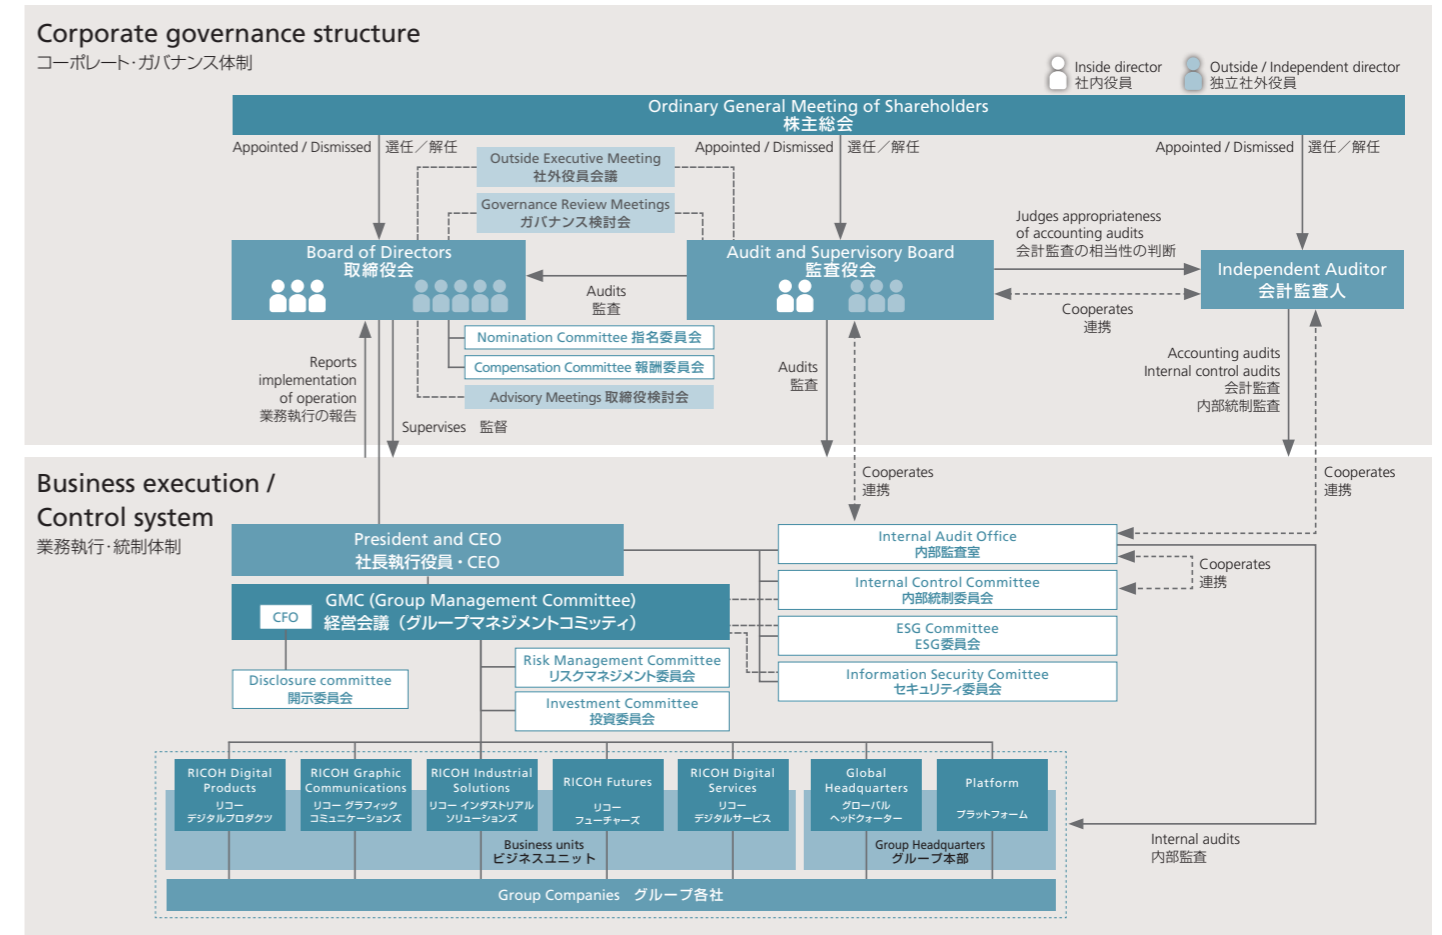 Corporate governance structure
コーポレート・ガバナンス体制
Inside director
社内役員
Outside / Independent director
独立社外役員
Ordinary General Meeting of Shareholders
株主総会
Appointed / Dismissed
選任／解任
Appointed / Dismissed
選任／解任
Appointed / Dismissed
選任／解任
Outside Executive Meeting
社外役員会議
Governance Review Meetings
ガバナンス検討会
Board of Directors
取締役会
Audits
監査
Audit and Supervisory Board
監査役会
Judges appropriateness
of accounting audits
会計監査の相当性の判断
Cooperates
連携
Independent Auditor
会計監査人
Nomination Committee 指名委員会
Compensation Committee 報酬委員会
Advisory Meetings 取締役検討会
Reports
implementation
of operation
業務執行の報告
Supervises 監督
Audits
監査
Accounting audits
Internal control audits
会計監査
内部統制監査
Business execution /
Control system
業務執行・統制体制
Cooperates
連携
Cooperates
連携
President and CEO
社長執行役員・CEO
Internal Audit Office
内部監査室
Cooperates
連携
GMC (Group Management Committee)
経営会議（グループマネジメントコミッティ）
CFO
Internal Control Committee
内部統制委員会
ESG Committee
ESG委員会
Information Security Comittee
セキュリティ委員会
Disclosure committee
開示委員会
Risk Management Committee
リスクマネジメント委員会
Investment Committee
投資委員会
RICOH Digital
Products
リコー
デジタルプロダクツ
RICOH Graphic
Communications
リコー グラフィック
コミュニケーションズ
RICOH Industrial
Solutions
リコー インダストリアル
ソリューションズ
RICOH Futures
リコー
フューチャーズ
RICOH Digital
Services
リコー
デジタルサービス
Global
Headquarters
グローバル
ヘッドクォーター
Platform
プラットフォーム
Business units
ビジネスユニット
Group Headquarters
グループ本部
Internal audits
内部監査
Group Companies グループ各社